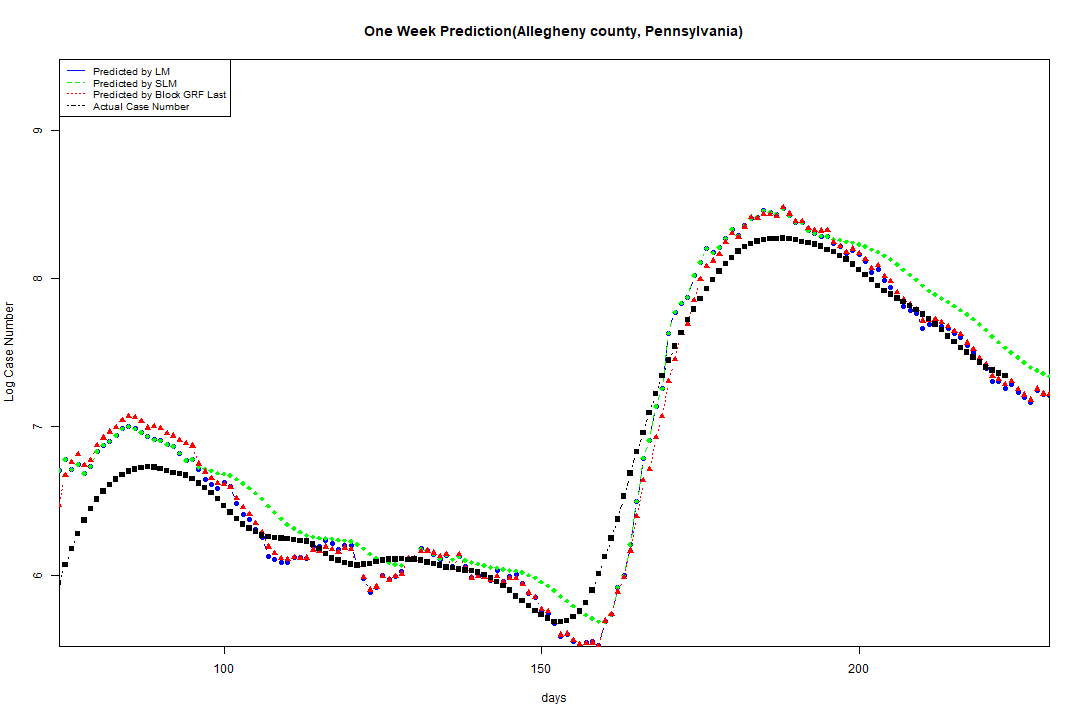 One Week Prediction(Allegheny county, Pennsylvania)
Predicted by LM
Predicted by SLM
Predicted by Block GRF Last
Actual Case Number
9
8
7
6
Log Case Number
100
150
200
days